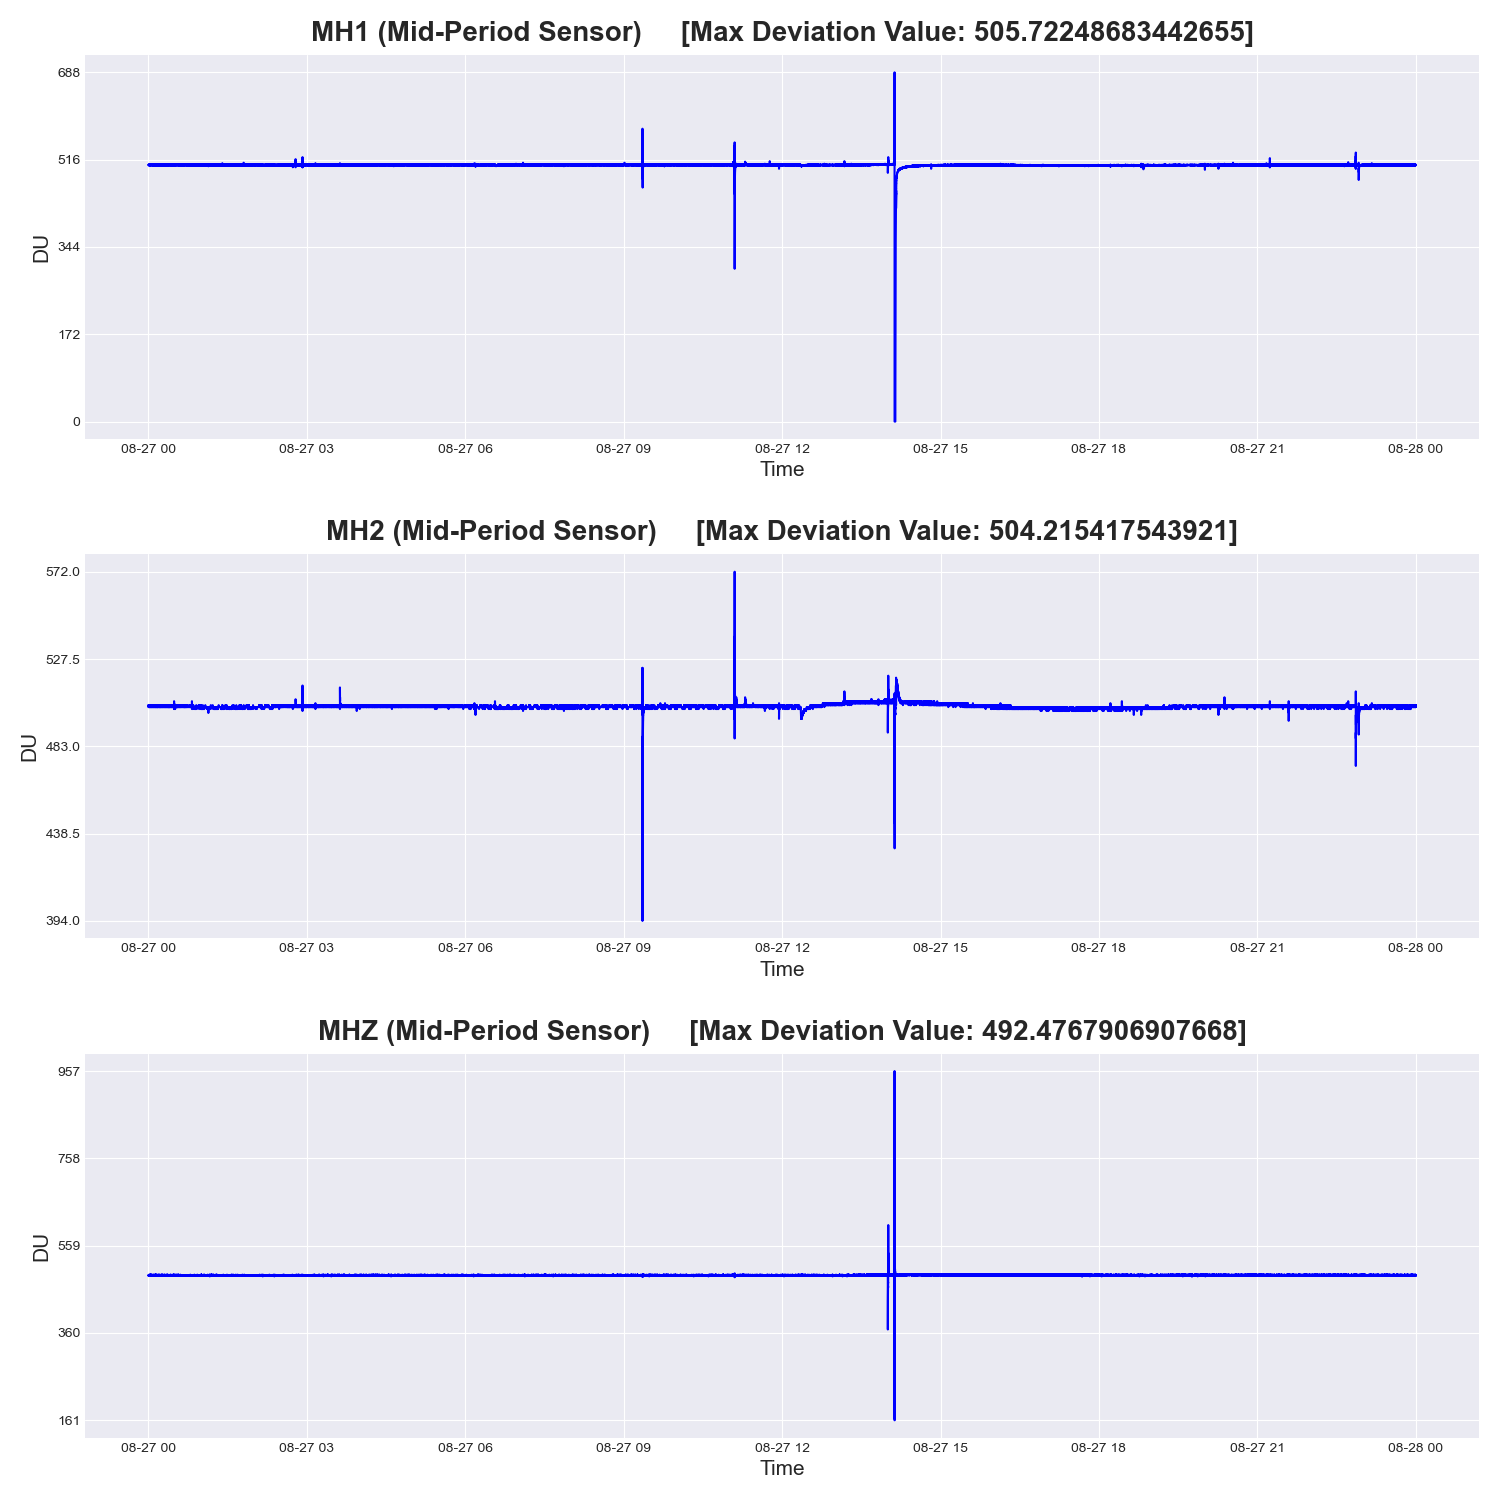 MH1 (Mid-Period Sensor) [Max Deviation Value: 505.72248683442655]
688
516
344
172
0
DU
08-27 00 08-27 03 08-27 06 08-27 09 08-27 12 08-27 15 08-27 18 08-27 21 08-28 00
Time
MH2 (Mid-Period Sensor) [Max Deviation Value: 504.215417543921]
572.0
527.5
483.0
438.5
394.0
DU
08-27 00 08-27 03 08-27 06 08-27 09 08-27 12 08-27 15 08-27 18 08-27 21 08-28 00
Time
MHZ (Mid-Period Sensor) [Max Deviation Value: 492.4767906907668]
957
758
559
360
161
DU
08-27 00 08-27 03 08-27 06 08-27 09 08-27 12 08-27 15 08-27 18 08-27 21 08-28 00
Time